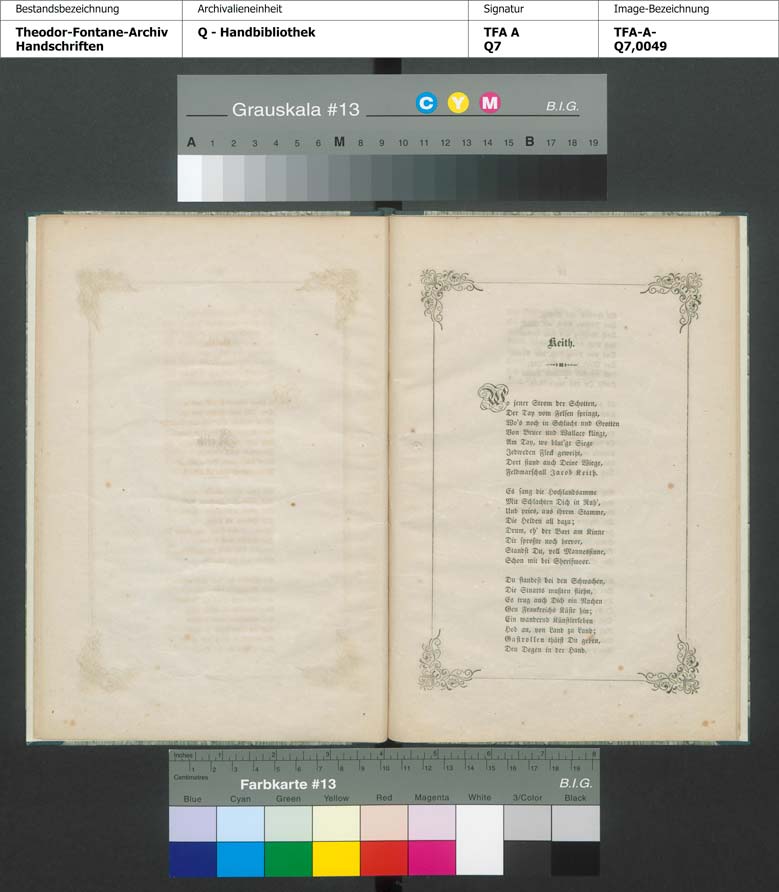 Bestandsbezeichnung
Archivalieneinheit
Signatur
Image-Bezeichnung
Theodor-Fontane-Archiv
Handschriften
Q - Handbibliothek
TFA A
Q7
TFA-A-
Q7,0049
Grauskala #13
C Y M
B.I.G.
A 1 2 3 4 5 6 M 8 9 10 11 12 13 14 15 B 17 18 19
Keith.
Wo jener Strom der Schotten,
Der Tay vom Felsen springt,
Wo's noch in Schlucht und Grotten
Von Bruce und Wallace klingt,
Am Tay, wo blut'ge Siege
Jedweden Fleck geweiht,
Dort stand auch Deine Wiege,
Feldmarschall Jacob Keith.
Es sang die Hochlandsamme
Mit Schlachten Dich in Ruh',
Und pries, aus ihrem Stamme,
Die Helden all dazu;
Drum, eh' der Bart am Kinne
Dir sproßte noch hervor,
Standst Du, voll Mannessinne,
Schon mit bei Sherifmoor.
Du standest bei den Schwachen,
Die Stuarts mußten fliehn,
Es trug auch Dich ein Nachen
Gen Frankreichs Küste hin;
Ein wandernd Künstlerleben
Hob an, von Land zu Land;
Gastrollen thätst Du geben,
Den Degen in der Hand.
Inches 1 2 3 4 5 6 7 8
Centimetres 1 2 3 4 5 6 7 8 9 10 11 12 13 14 15 16 17 18 19
Farbkarte #13
B.I.G.
Blue Cyan Green Yellow Red Magenta White 3/Color Black